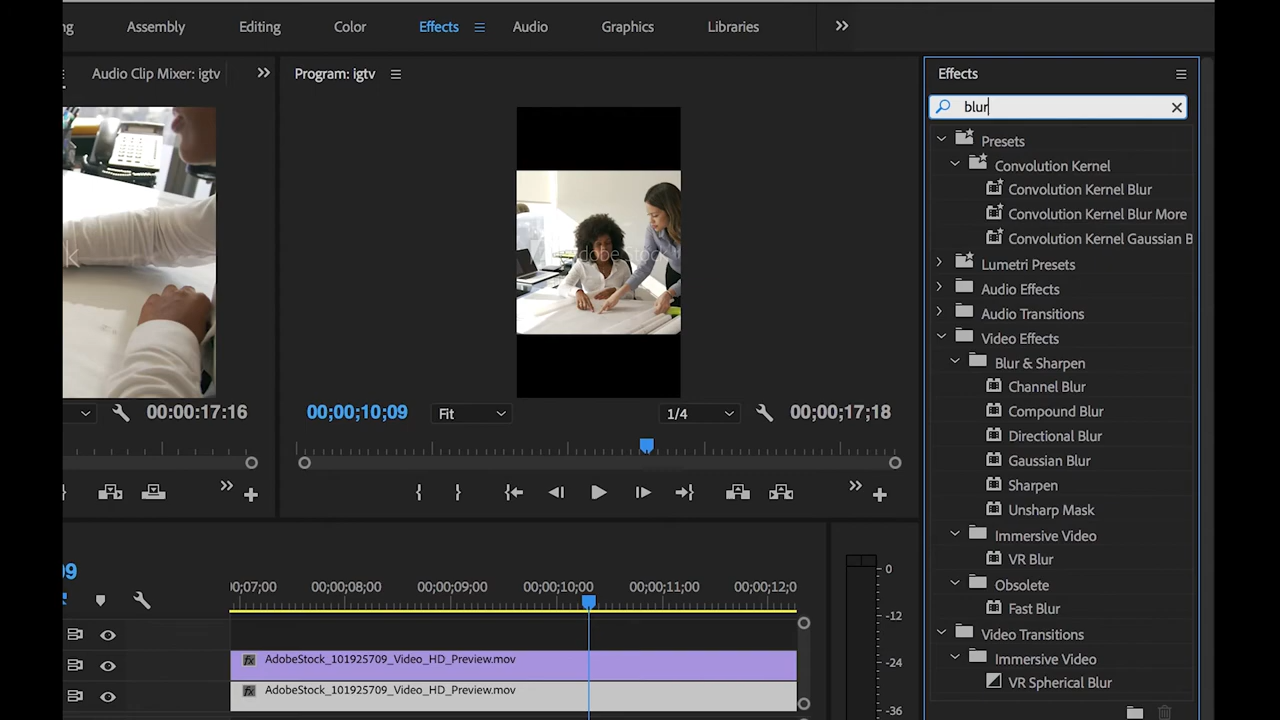 ng Assembly Editing Color Effects Audio Graphics Libraries
Audio Clip Mixer: igtv
Program: igtv
Effects
blur
Presets
Convolution Kernel
Convolution Kernel Blur
Convolution Kernel Blur More
Convolution Kernel Gaussian B
Lumetri Presets
Audio Effects
Audio Transitions
Video Effects
Blur & Sharpen
Channel Blur
Compound Blur
Directional Blur
Gaussian Blur
Sharpen
Unsharp Mask
Immersive Video
VR Blur
Obsolete
Fast Blur
Video Transitions
Immersive Video
VR Spherical Blur
k
Adobe Stock
00:00:17:16
00;00;10;09 Fit 1/4 00;00;17;18
09
00;07;00 00;00;08;00 00;00;09;00 00;00;10;00 00;00;11;00 00;00;12;0
fx AdobeStock_101925709_Video_HD_Preview.mov
fx AdobeStock_101925709_Video_HD_Preview.mov
0
-12
-24
-36